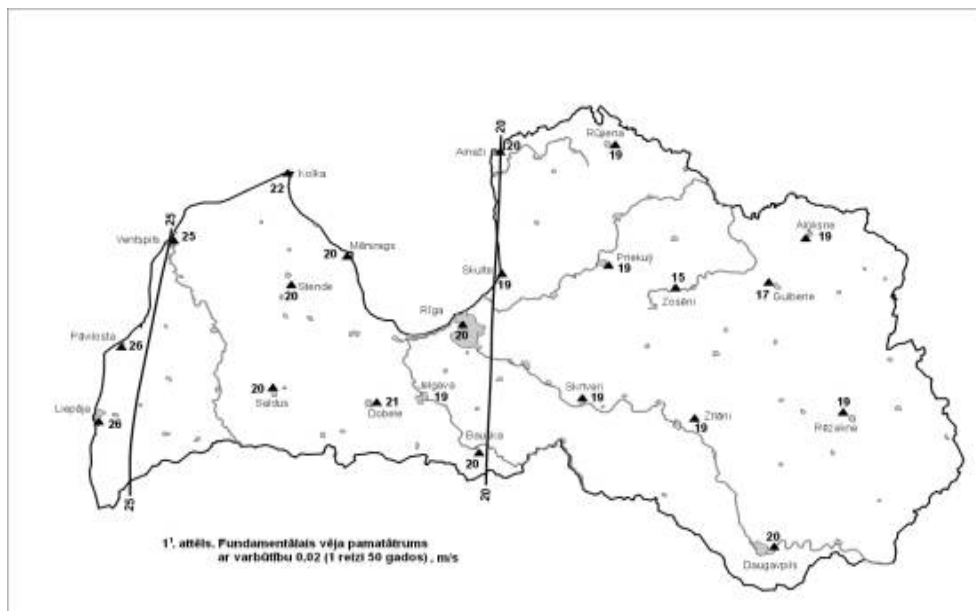 20
Rūjiena
19
Ainaži
20
Kolka
22
25
Ventspils
25
Alūksne
19
Mērsrags
20
Priekuļi
19
Skulte
19
Stende
20
15
Zosēni
17
Gulbene
Rīga
20
Pāvilosta
26
20
Saldus
21
Dobele
Jelgava
19
Skrīveri
19
Zīlāni
19
19
Rēzekne
Liepāja
26
Bauska
20
25
20
20
Daugavpils
1¹. attēls. Fundamentālais vēja pamatātrums
ar varbūtību 0,02 (1 reizi 50 gados) , m/s